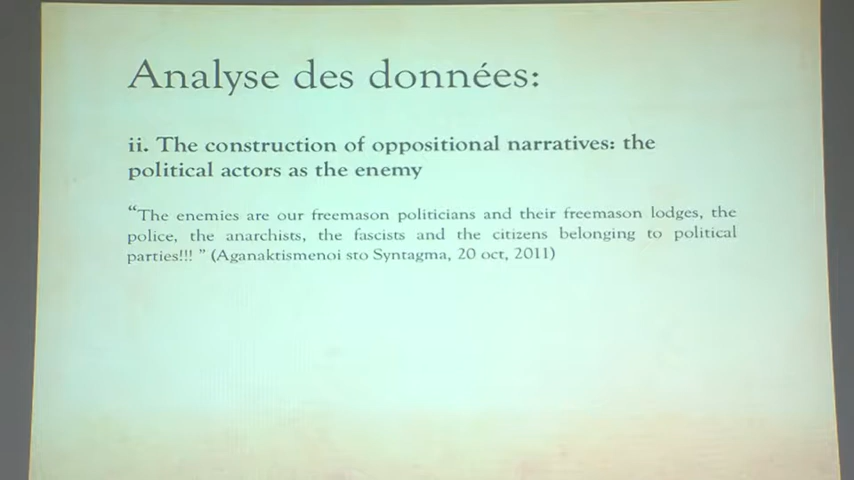 Analyse des données:
ii. The construction of oppositional narratives: the
political actors as the enemy
“The enemies are our freemason politicians and their freemason lodges, the
police, the anarchists, the fascists and the citizens belonging to political
parties!!! ” (Aganaktismenoi sto Syntagma, 20 oct, 2011)